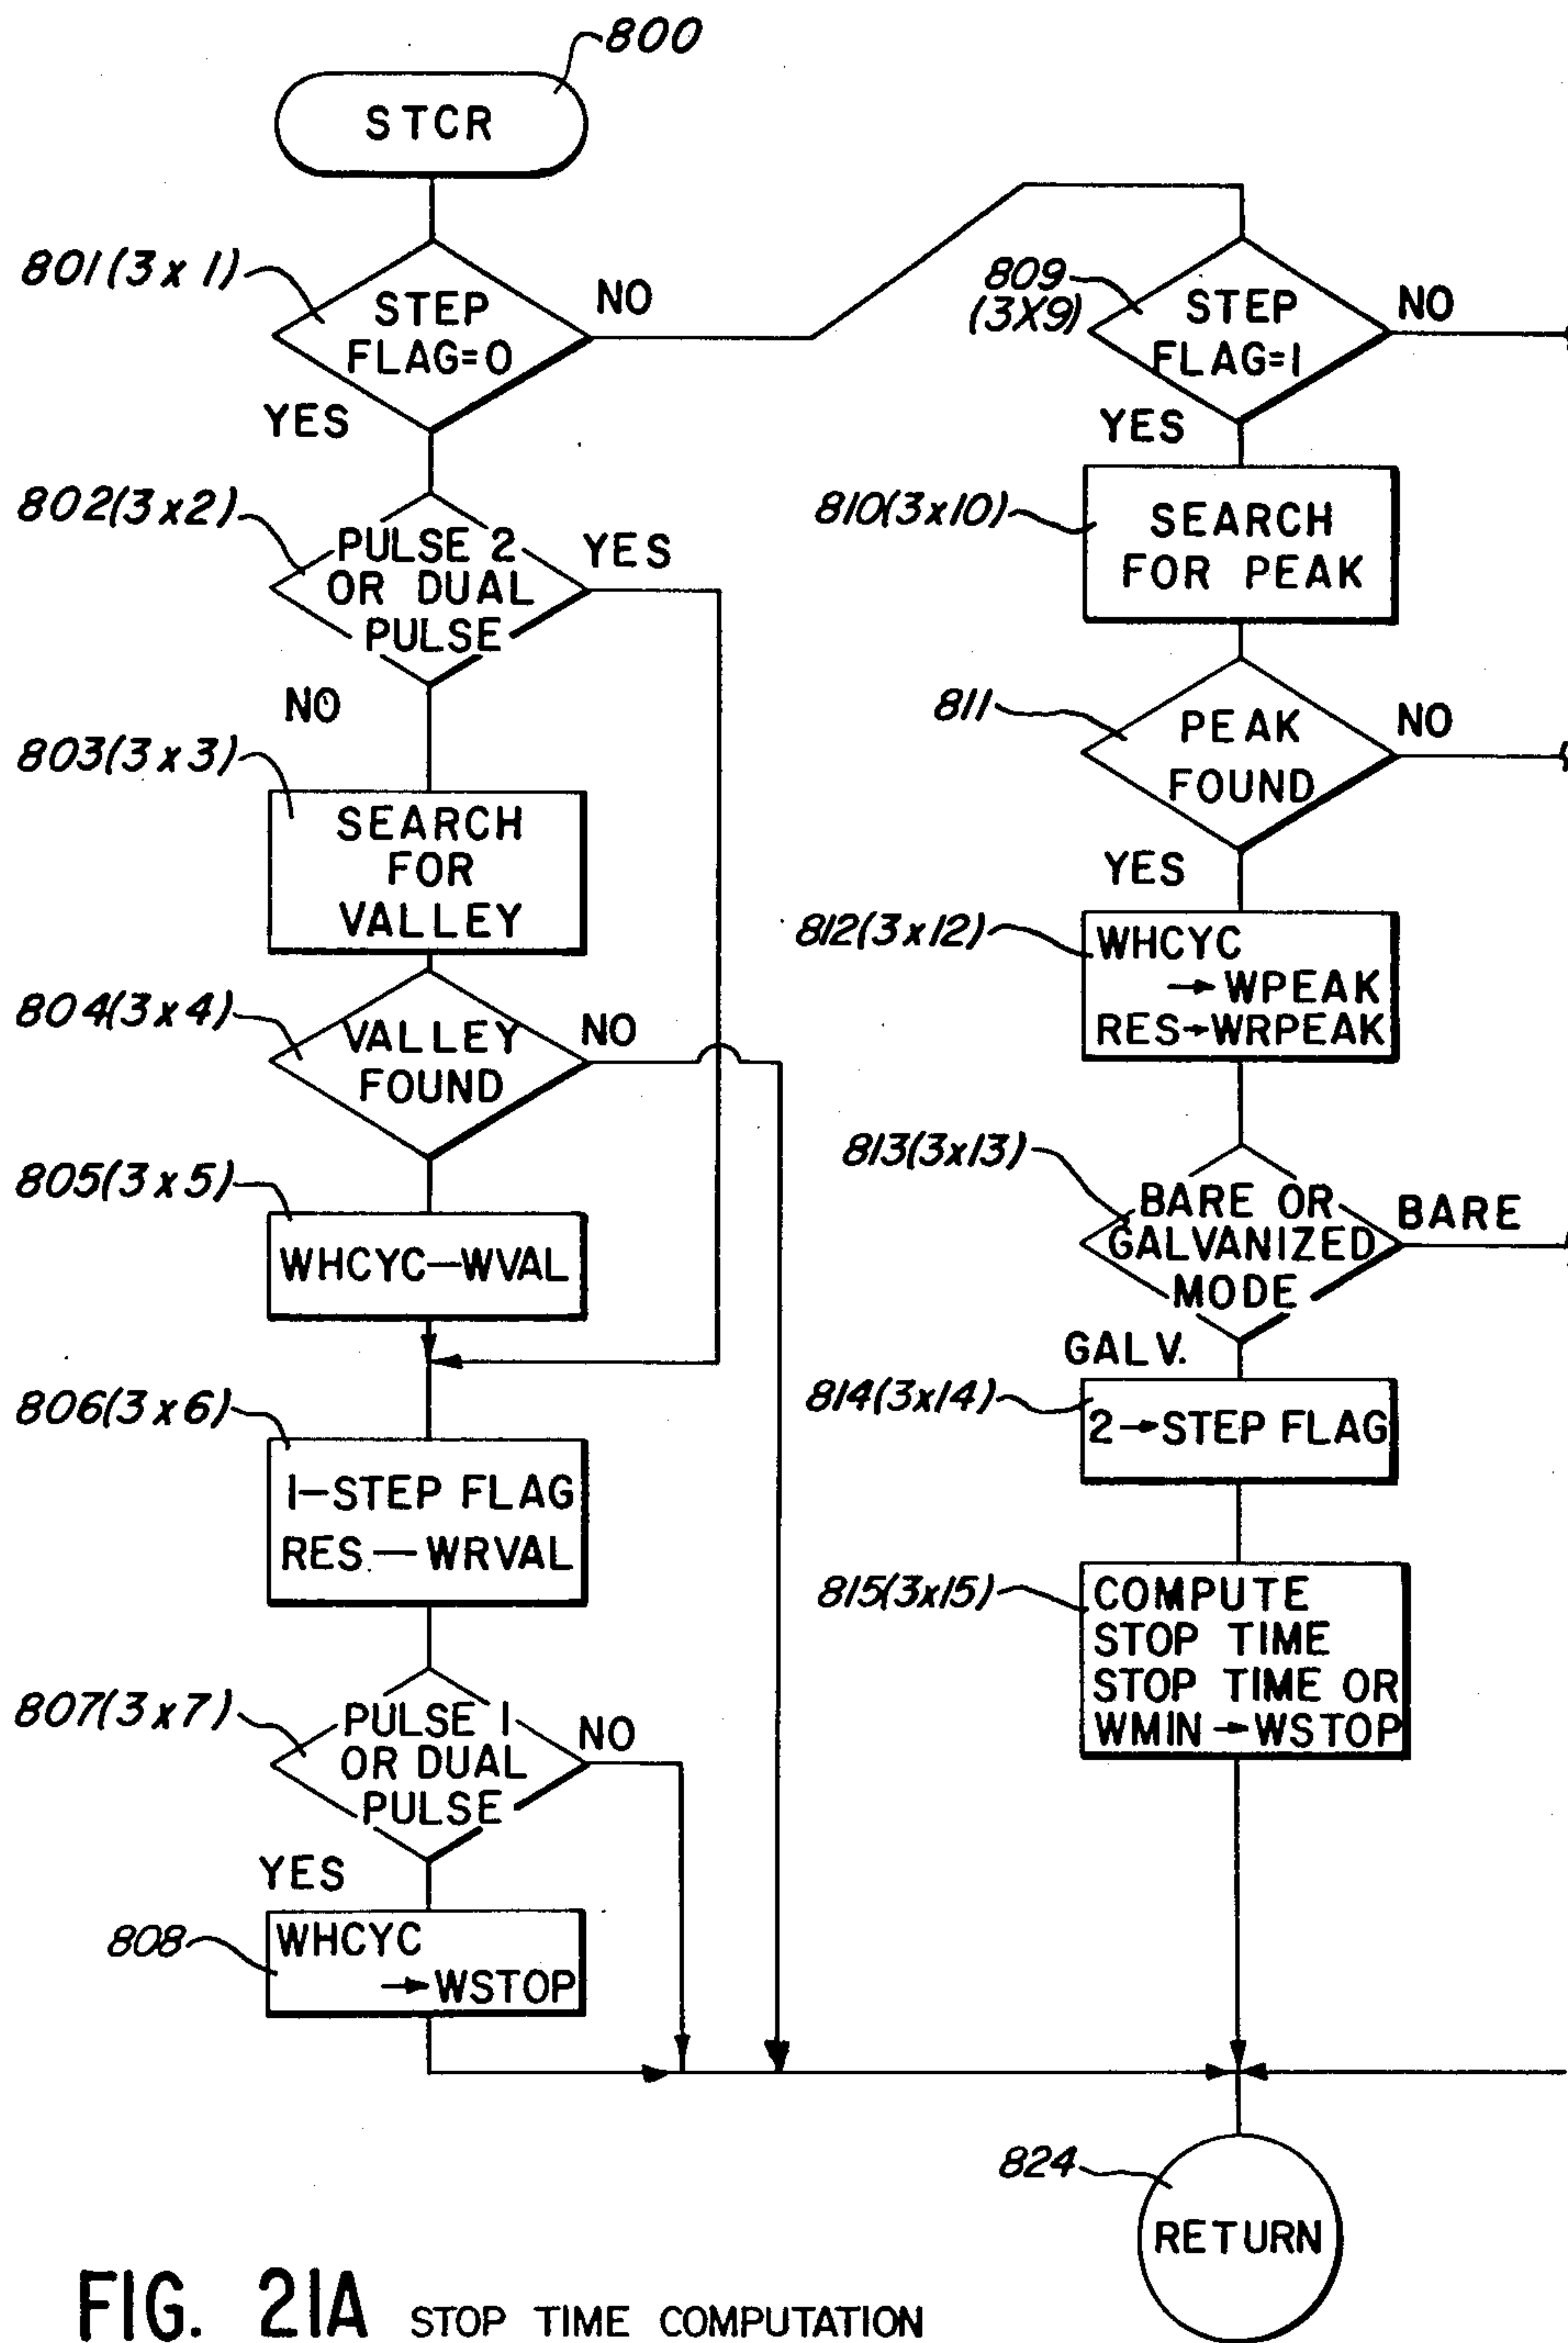 800
STCR
801(3x1)
STEP
FLAG=0
NO
YES
802(3x2)
PULSE 2
OR DUAL
PULSE
YES
NO
803(3x3)
SEARCH
FOR
VALLEY
804(3x4)
VALLEY
FOUND
NO
805(3x5)
WHCYC—WVAL
806(3x6)
1—STEP FLAG
RES.—WRVAL
807(3x7)
PULSE 1
OR DUAL
PULSE
NO
YES
808
WHCYC
→WSTOP
809
(3X9)
STEP
FLAG=1
NO
YES
810(3x10)
SEARCH
FOR PEAK
811
PEAK
FOUND
NO
YES
812(3x12)
WHCYC
→WPEAK
RES→WRPEAK
813(3x13)
BARE OR
GALVANIZED
MODE
BARE
GALV.
814(3x14)
2→STEP FLAG
815(3x15)
COMPUTE
STOP TIME
STOP TIME OR
WMIN→WSTOP
824
RETURN
FIG. 21A STOP TIME COMPUTATION